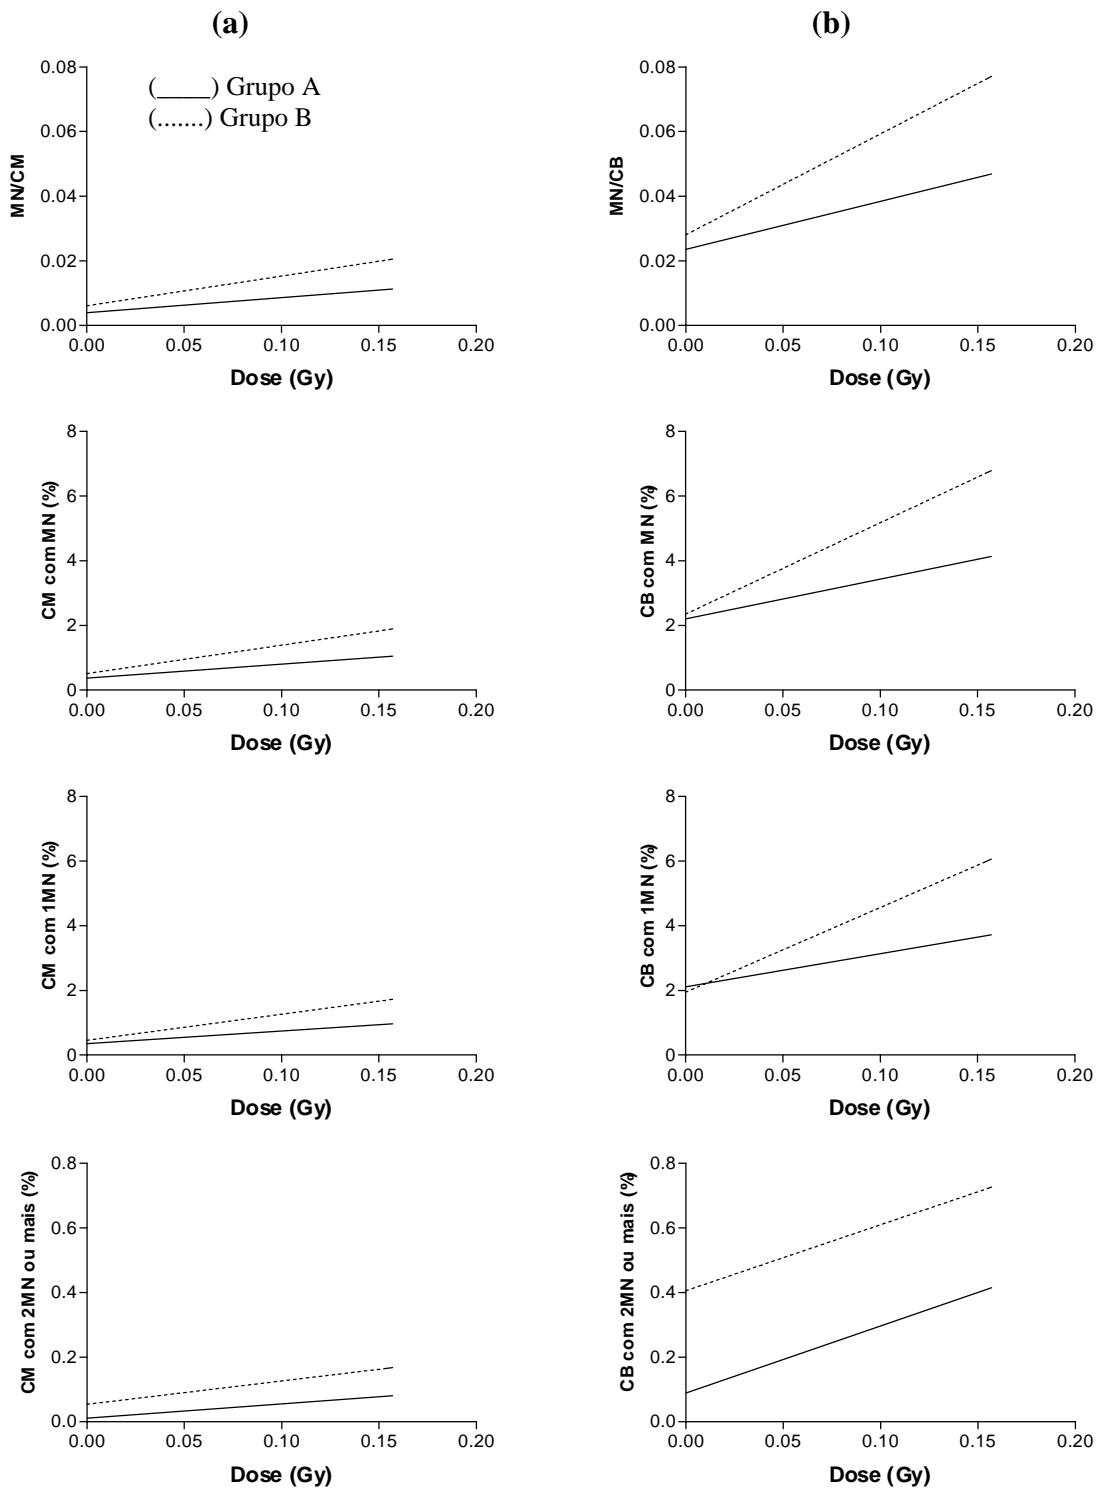 (a)
(b)
(____) Grupo A
(.......) Grupo B
MN/CM
0.08
0.06
0.04
0.02
0.00
0.00 0.05 0.10 0.15 0.20
Dose (Gy)
MN/CB
0.08
0.06
0.04
0.02
0.00
0.00 0.05 0.10 0.15 0.20
Dose (Gy)
CM com MN (%)
8
6
4
2
0
0.00 0.05 0.10 0.15 0.20
Dose (Gy)
CB com MN (%)
8
6
4
2
0
0.00 0.05 0.10 0.15 0.20
Dose (Gy)
CM com 1MN (%)
8
6
4
2
0
0.00 0.05 0.10 0.15 0.20
Dose (Gy)
CB com 1MN (%)
8
6
4
2
0
0.00 0.05 0.10 0.15 0.20
Dose (Gy)
CM com 2MN ou mais (%)
0.8
0.6
0.4
0.2
0.0
0.00 0.05 0.10 0.15 0.20
Dose (Gy)
CB com 2MN ou mais (%)
0.8
0.6
0.4
0.2
0.0
0.00 0.05 0.10 0.15 0.20
Dose (Gy)